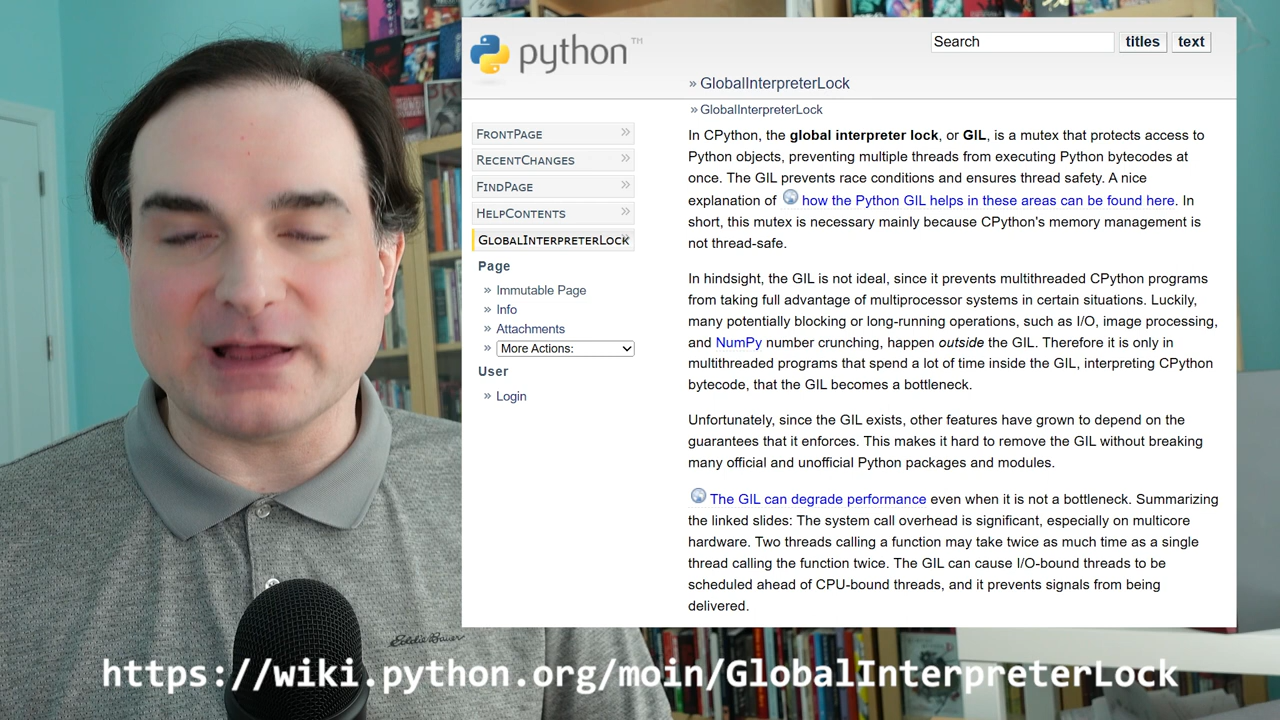 python™
Search
titles
text
» GlobalInterpreterLock
» GlobalInterpreterLock
FRONTPAGE »
RECENTCHANGES »
FINDPAGE »
HELPCONTENTS »
GLOBALINTERPRETERLOCK »
Page
» Immutable Page
» Info
» Attachments
» More Actions:
User
» Login
In CPython, the global interpreter lock, or GIL, is a mutex that protects access to
Python objects, preventing multiple threads from executing Python bytecodes at
once. The GIL prevents race conditions and ensures thread safety. A nice
explanation of how the Python GIL helps in these areas can be found here. In
short, this mutex is necessary mainly because CPython's memory management is
not thread-safe.
In hindsight, the GIL is not ideal, since it prevents multithreaded CPython programs
from taking full advantage of multiprocessor systems in certain situations. Luckily,
many potentially blocking or long-running operations, such as I/O, image processing,
and NumPy number crunching, happen outside the GIL. Therefore it is only in
multithreaded programs that spend a lot of time inside the GIL, interpreting CPython
bytecode, that the GIL becomes a bottleneck.
Unfortunately, since the GIL exists, other features have grown to depend on the
guarantees that it enforces. This makes it hard to remove the GIL without breaking
many official and unofficial Python packages and modules.
The GIL can degrade performance even when it is not a bottleneck. Summarizing
the linked slides: The system call overhead is significant, especially on multicore
hardware. Two threads calling a function may take twice as much time as a single
thread calling the function twice. The GIL can cause I/O-bound threads to be
scheduled ahead of CPU-bound threads, and it prevents signals from being
delivered.
Eddie Bauer
https://wiki.python.org/moin/GlobalInterpreterLock